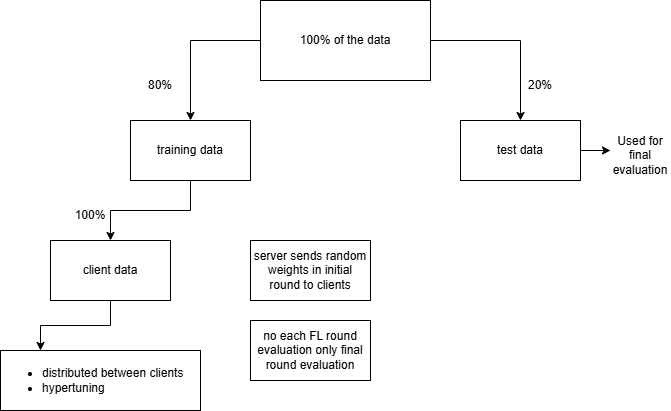 100% of the data
80%
20%
training data
test data
Used for
final
evaluation
100%
client data
server sends random
weights in initial
round to clients
no each FL round
evaluation only final
round evaluation
• distributed between clients
• hypertuning